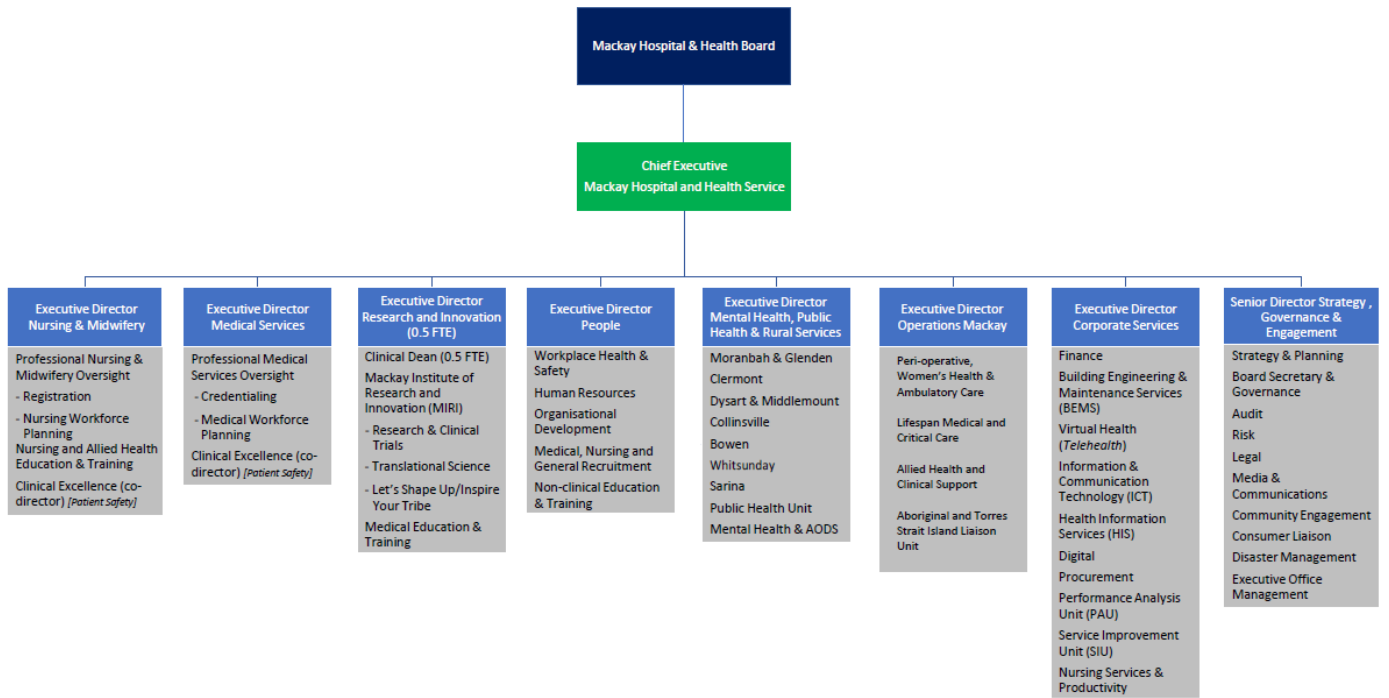 Mackay Hospital & Health Board
Chief Executive
Mackay Hospital and Health Service
Executive Director
Nursing & Midwifery
Professional Nursing &
Midwifery Oversight
- Registration
- Nursing Workforce
Planning
Nursing and Allied Health
Education & Training
Clinical Excellence (co-
director) [Patient Safety]
Executive Director
Medical Services
Professional Medical
Services Oversight
- Credentialing
- Medical Workforce
Planning
Clinical Excellence (co-
director) [Patient Safety]
Executive Director
Research and Innovation
(0.5 FTE)
Clinical Dean (0.5 FTE)
Mackay Institute of
Research and
Innovation (MIRI)
- Research & Clinical
Trials
- Translational Science
- Let's Shape Up/Inspire
Your Tribe
Medical Education &
Training
Executive Director
People
Workplace Health &
Safety
Human Resources
Organisational
Development
Medical, Nursing and
General Recruitment
Non-clinical Education
& Training
Executive Director
Mental Health, Public
Health & Rural Services
Moranbah & Glenden
Clermont
Dysart & Middlemount
Collinsville
Bowen
Whitsunday
Sarina
Public Health Unit
Mental Health & AODS
Executive Director
Operations Mackay
Peri-operative,
Women's Health &
Ambulatory Care
Lifespan Medical and
Critical Care
Allied Health and
Clinical Support
Aboriginal and Torres
Strait Island Liaison
Unit
Executive Director
Corporate Services
Finance
Building Engineering &
Maintenance Services
(BEMS)
Virtual Health
(Telehealth)
Information &
Communication
Technology (ICT)
Health Information
Services (HIS)
Digital
Procurement
Performance Analysis
Unit (PAU)
Service Improvement
Unit (SIU)
Nursing Services &
Productivity
Senior Director Strategy ,
Governance &
Engagement
Strategy & Planning
Board Secretary &
Governance
Audit
Risk
Legal
Media &
Communications
Community Engagement
Consumer Liaison
Disaster Management
Executive Office
Management